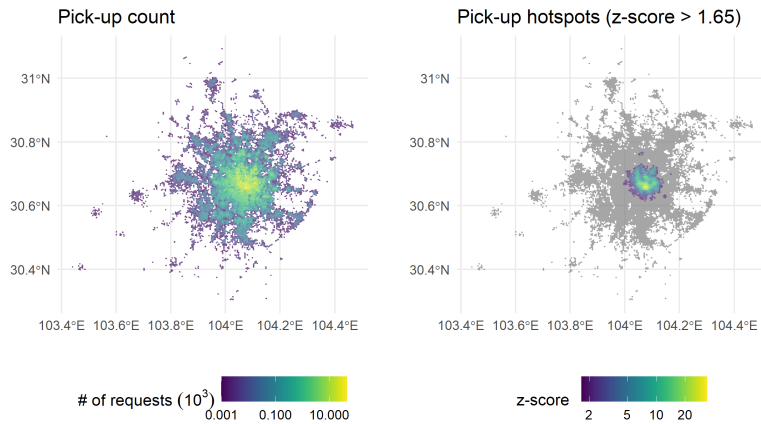 Pick-up count
31°N
30.8°N
30.6°N
30.4°N
103.4°E 103.6°E 103.8°E 104°E 104.2°E 104.4°E
# of requests (10³)
0.001 0.100 10.000
Pick-up hotspots (z-score > 1.65)
31°N
30.8°N
30.6°N
30.4°N
103.4°E 103.6°E 103.8°E 104°E 104.2°E 104.4°E
z-score
2 5 10 20